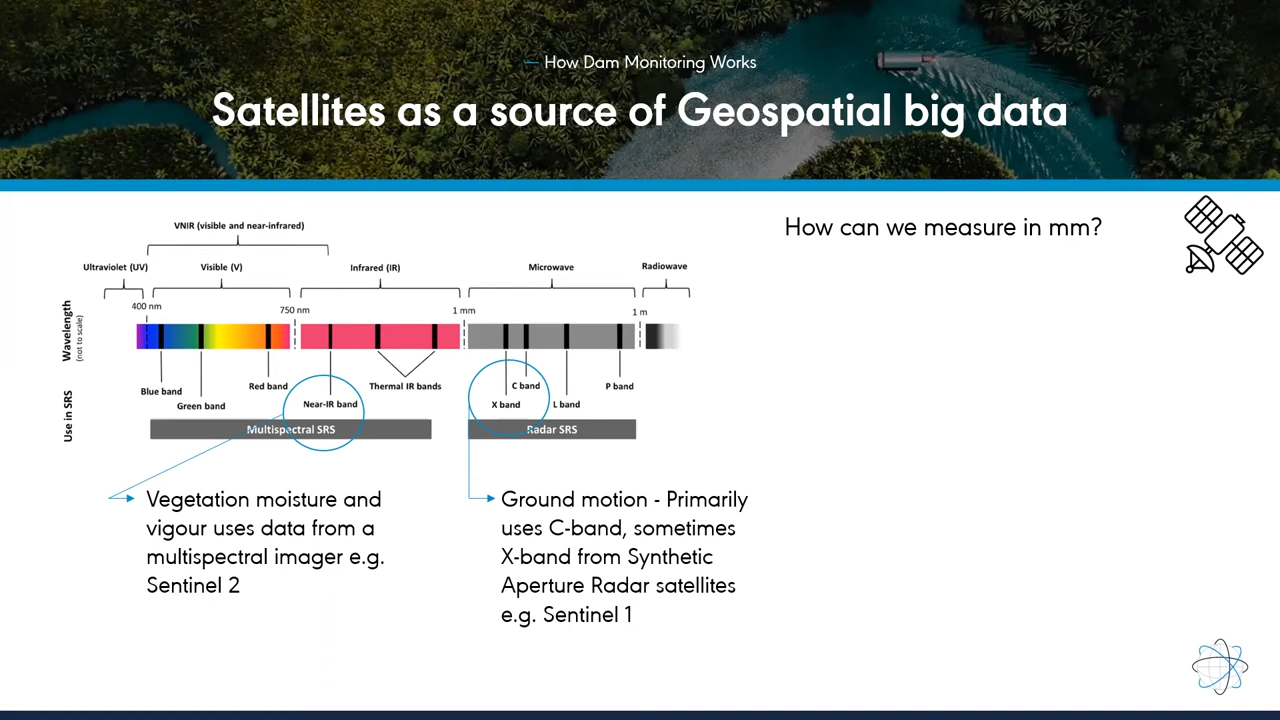 How Dam Monitoring Works
Satellites as a source of Geospatial big data
VNIR (visible and near-infrared)
Ultraviolet (UV)
Visible (V)
Infrared (IR)
Microwave
Radiowave
Wavelength
(not to scale)
400 nm
750 nm
1 mm
1 m
Use in SRS
Blue band
Green band
Red band
Near-IR band
Thermal IR bands
X band
C band
L band
P band
Multispectral SRS
Radar SRS
Vegetation moisture and
vigour uses data from a
multispectral imager e.g.
Sentinel 2
Ground motion - Primarily
uses C-band, sometimes
X-band from Synthetic
Aperture Radar satellites
e.g. Sentinel 1
How can we measure in mm?